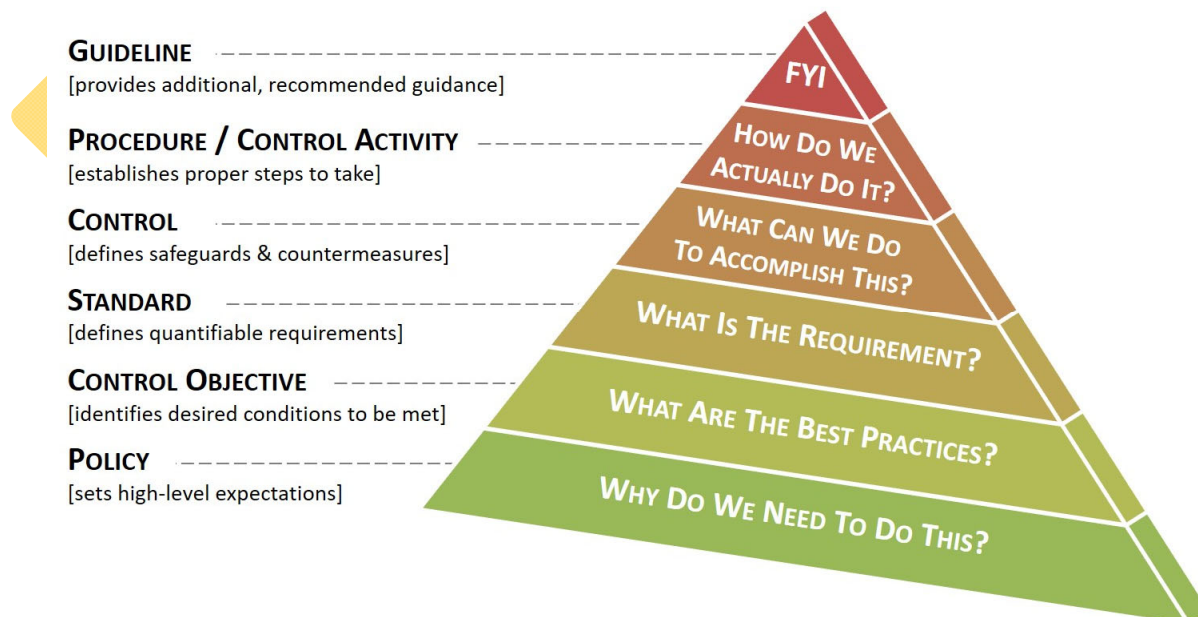 GUIDELINE
[provides additional, recommended guidance]
FYI
PROCEDURE / CONTROL ACTIVITY
[establishes proper steps to take]
HOW DO WE
ACTUALLY DO IT?
CONTROL
[defines safeguards & countermeasures]
WHAT CAN WE DO
TO ACCOMPLISH THIS?
STANDARD
[defines quantifiable requirements]
WHAT IS THE REQUIREMENT?
CONTROL OBJECTIVE
[identifies desired conditions to be met]
WHAT ARE THE BEST PRACTICES?
POLICY
[sets high-level expectations]
WHY DO WE NEED TO DO THIS?